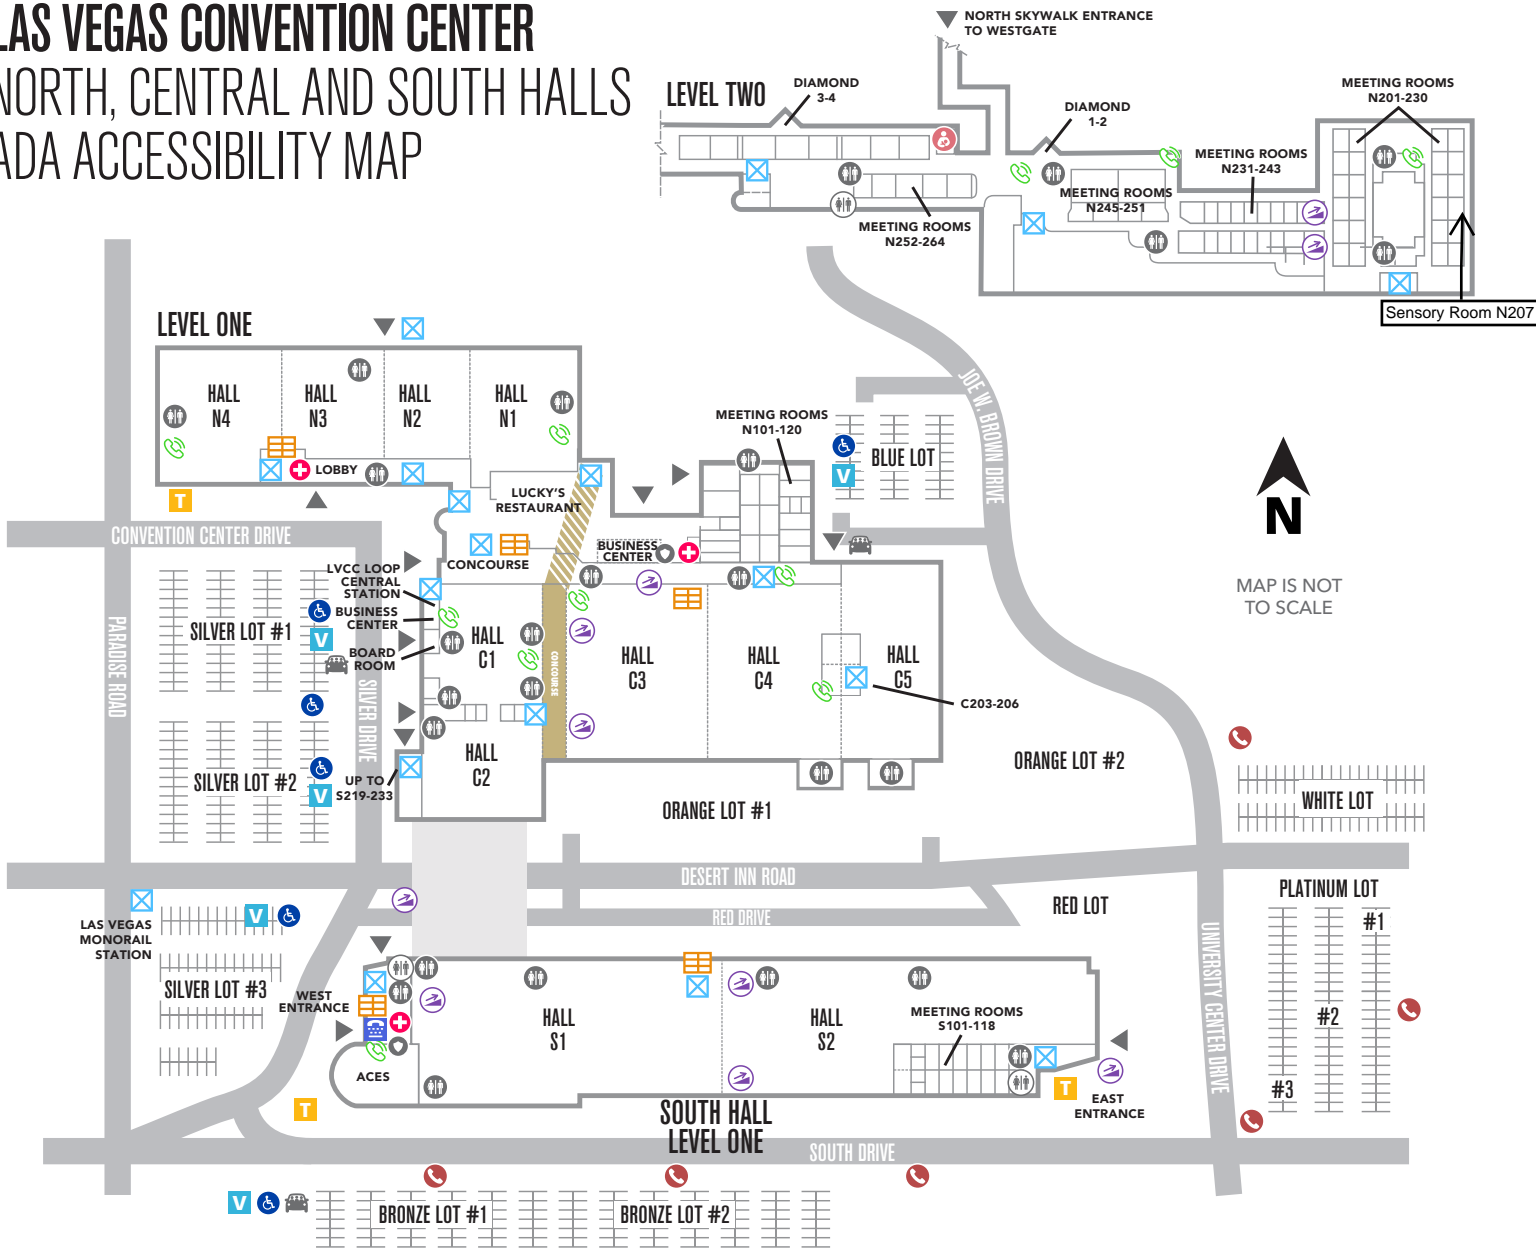 LAS VEGAS CONVENTION CENTER
NORTH, CENTRAL AND SOUTH HALLS
ADA ACCESSIBILITY MAP
NORTH SKYWALK ENTRANCE
TO WESTGATE
LEVEL TWO
DIAMOND
3-4
DIAMOND
1-2
MEETING ROOMS
N201-230
MEETING ROOMS
N231-243
MEETING ROOMS
N245-251
MEETING ROOMS
N252-264
Sensory Room N207
LEVEL ONE
HALL
N4
HALL
N3
HALL
N2
HALL
N1
LOBBY
LUCKY'S
RESTAURANT
MEETING ROOMS
N101-120
BLUE LOT
V
JOE W. BROWN DRIVE
N
MAP IS NOT
TO SCALE
T
CONVENTION CENTER DRIVE
BUSINESS
CENTER
CONCOURSE
LVCC LOOP
CENTRAL
STATION
BUSINESS
CENTER
BOARD
ROOM
SILVER LOT #1
V
PARADISE ROAD
SILVER DRIVE
HALL
C1
CONCOURSE
HALL
C3
HALL
C4
HALL
C5
C203-206
HALL
C2
SILVER LOT #2
V
UP TO
S219-233
ORANGE LOT #1
ORANGE LOT #2
WHITE LOT
DESERT INN ROAD
RED DRIVE
RED LOT
PLATINUM LOT
#1
#2
#3
UNIVERSITY CENTER DRIVE
LAS VEGAS
MONORAIL
STATION
V
SILVER LOT #3
WEST
ENTRANCE
ACES
HALL
S1
HALL
S2
MEETING ROOMS
S101-118
T
EAST
ENTRANCE
T
SOUTH HALL
LEVEL ONE
SOUTH DRIVE
V
BRONZE LOT #1
BRONZE LOT #2